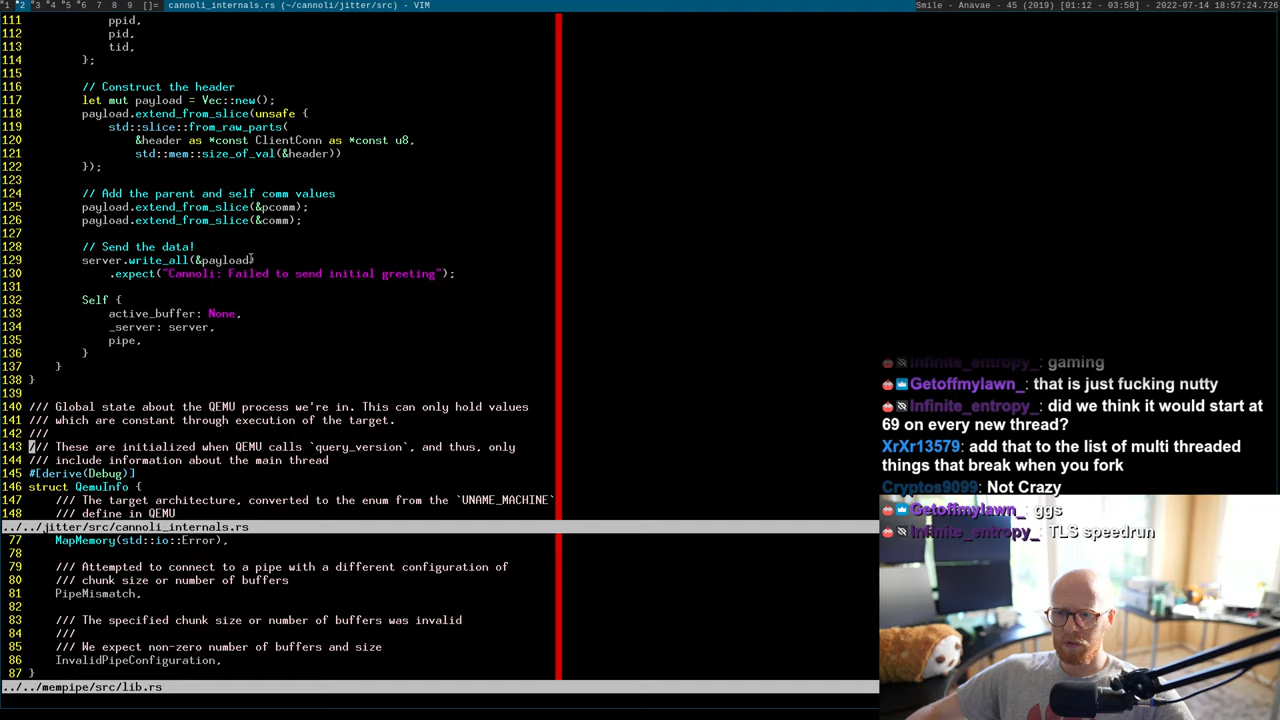 1 2 3 4 5 6 7 8 9 []= cannoli_internals.rs (~/cannoli/jitter/src) - VIM Smile - Anavae - 45 (2019) [01:12 - 03:58] - 2022-07-14 18:57:24.726
111 ppid,
112 pid,
113 tid,
114 };
115
116 // Construct the header
117 let mut payload = Vec::new();
118 payload.extend_from_slice(unsafe {
119 std::slice::from_raw_parts(
120 &header as *const ClientConn as *const u8,
121 std::mem::size_of_val(&header))
122 });
123
124 // Add the parent and self comm values
125 payload.extend_from_slice(&pcomm);
126 payload.extend_from_slice(&comm);
127
128 // Send the data!
129 server.write_all(&payload)
130 .expect("Cannoli: Failed to send initial greeting");
131
132 Self {
133 active_buffer: None,
134 _server: server,
135 pipe,
136 }
137 }
138 }
139
140 /// Global state about the QEMU process we're in. This can only hold values
141 /// which are constant through execution of the target.
142 ///
143 /// These are initialized when QEMU calls `query_version`, and thus, only
144 /// include information about the main thread
145 #[derive(Debug)]
146 struct QemuInfo {
147 /// The target architecture, converted to the enum from the `UNAME_MACHINE`
148 /// define in QEMU
../../jitter/src/cannoli_internals.rs
77 MapMemory(std::io::Error),
78
79 /// Attempted to connect to a pipe with a different configuration of
80 /// chunk size or number of buffers
81 PipeMismatch,
82
83 /// The specified chunk size or number of buffers was invalid
84 ///
85 /// We expect non-zero number of buffers and size
86 InvalidPipeConfiguration,
87 }
../../mempipe/src/lib.rs
Infinite_entropy_: gaming
Getoffmylawn_: that is just fucking nutty
Infinite_entropy_: did we think it would start at
69 on every new thread?
XrXr13579: add that to the list of multi threaded
things that break when you fork
Cryptos9099: Not Crazy
Getoffmylawn_: ggs
Infinite_entropy_: TLS speedrun